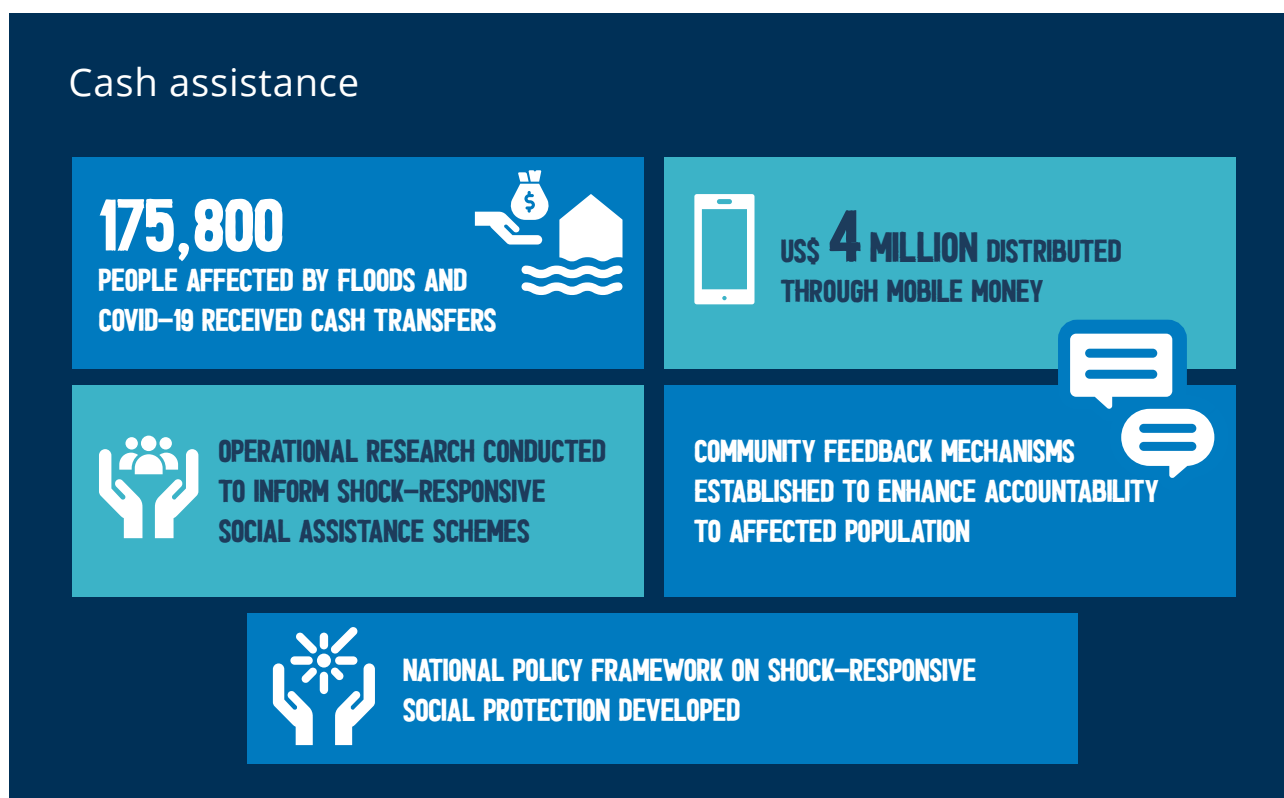 Cash assistance
175,800
PEOPLE AFFECTED BY FLOODS AND
COVID–19 RECEIVED CASH TRANSFERS
$
US$ 4 MILLION DISTRIBUTED
THROUGH MOBILE MONEY
OPERATIONAL RESEARCH CONDUCTED
TO INFORM SHOCK–RESPONSIVE
SOCIAL ASSISTANCE SCHEMES
COMMUNITY FEEDBACK MECHANISMS
ESTABLISHED TO ENHANCE ACCOUNTABILITY
TO AFFECTED POPULATION
NATIONAL POLICY FRAMEWORK ON SHOCK–RESPONSIVE
SOCIAL PROTECTION DEVELOPED